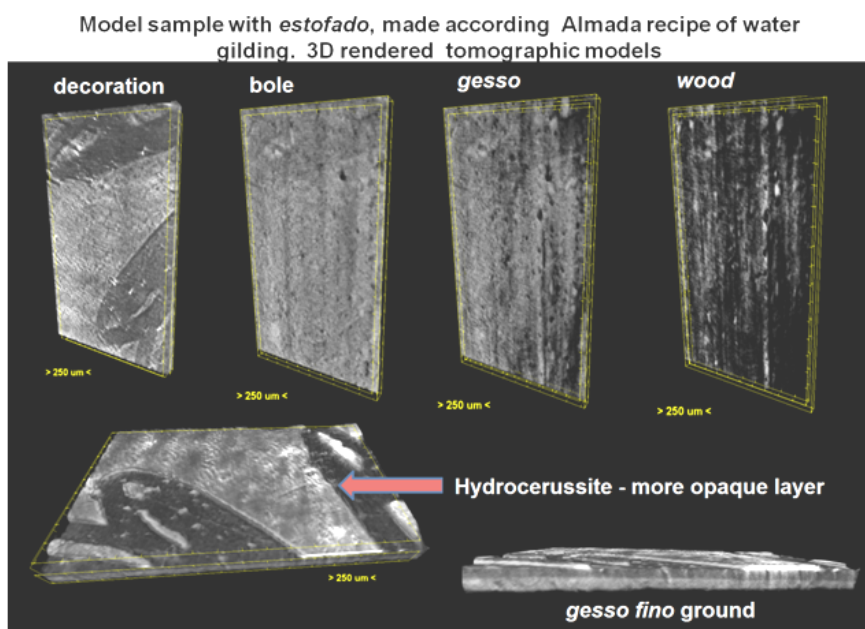 Model sample with estofado, made according Almada recipe of water
gilding. 3D rendered tomographic models
decoration
bole
gesso
wood
> 250 um <
> 250 um <
> 250 um <
> 250 um <
Hydrocerussite - more opaque layer
> 250 um <
gesso fino ground